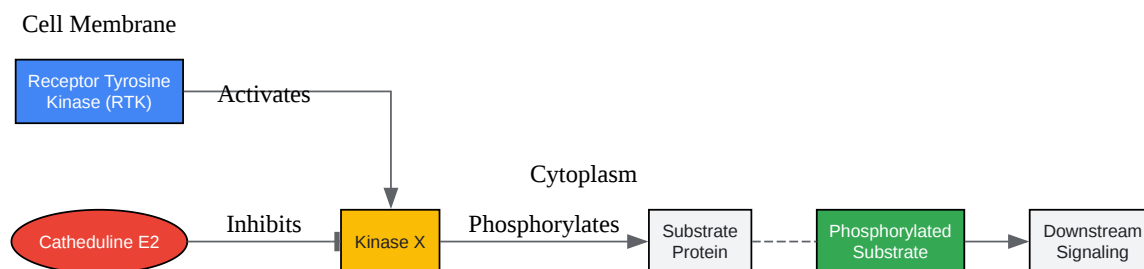 Cell Membrane
Receptor Tyrosine
Kinase (RTK)
Activates
Cytoplasm
Catheduline E2
Inhibits
Kinase X
Phosphorylates
Substrate
Protein
Phosphorylated
Substrate
Downstream
Signaling